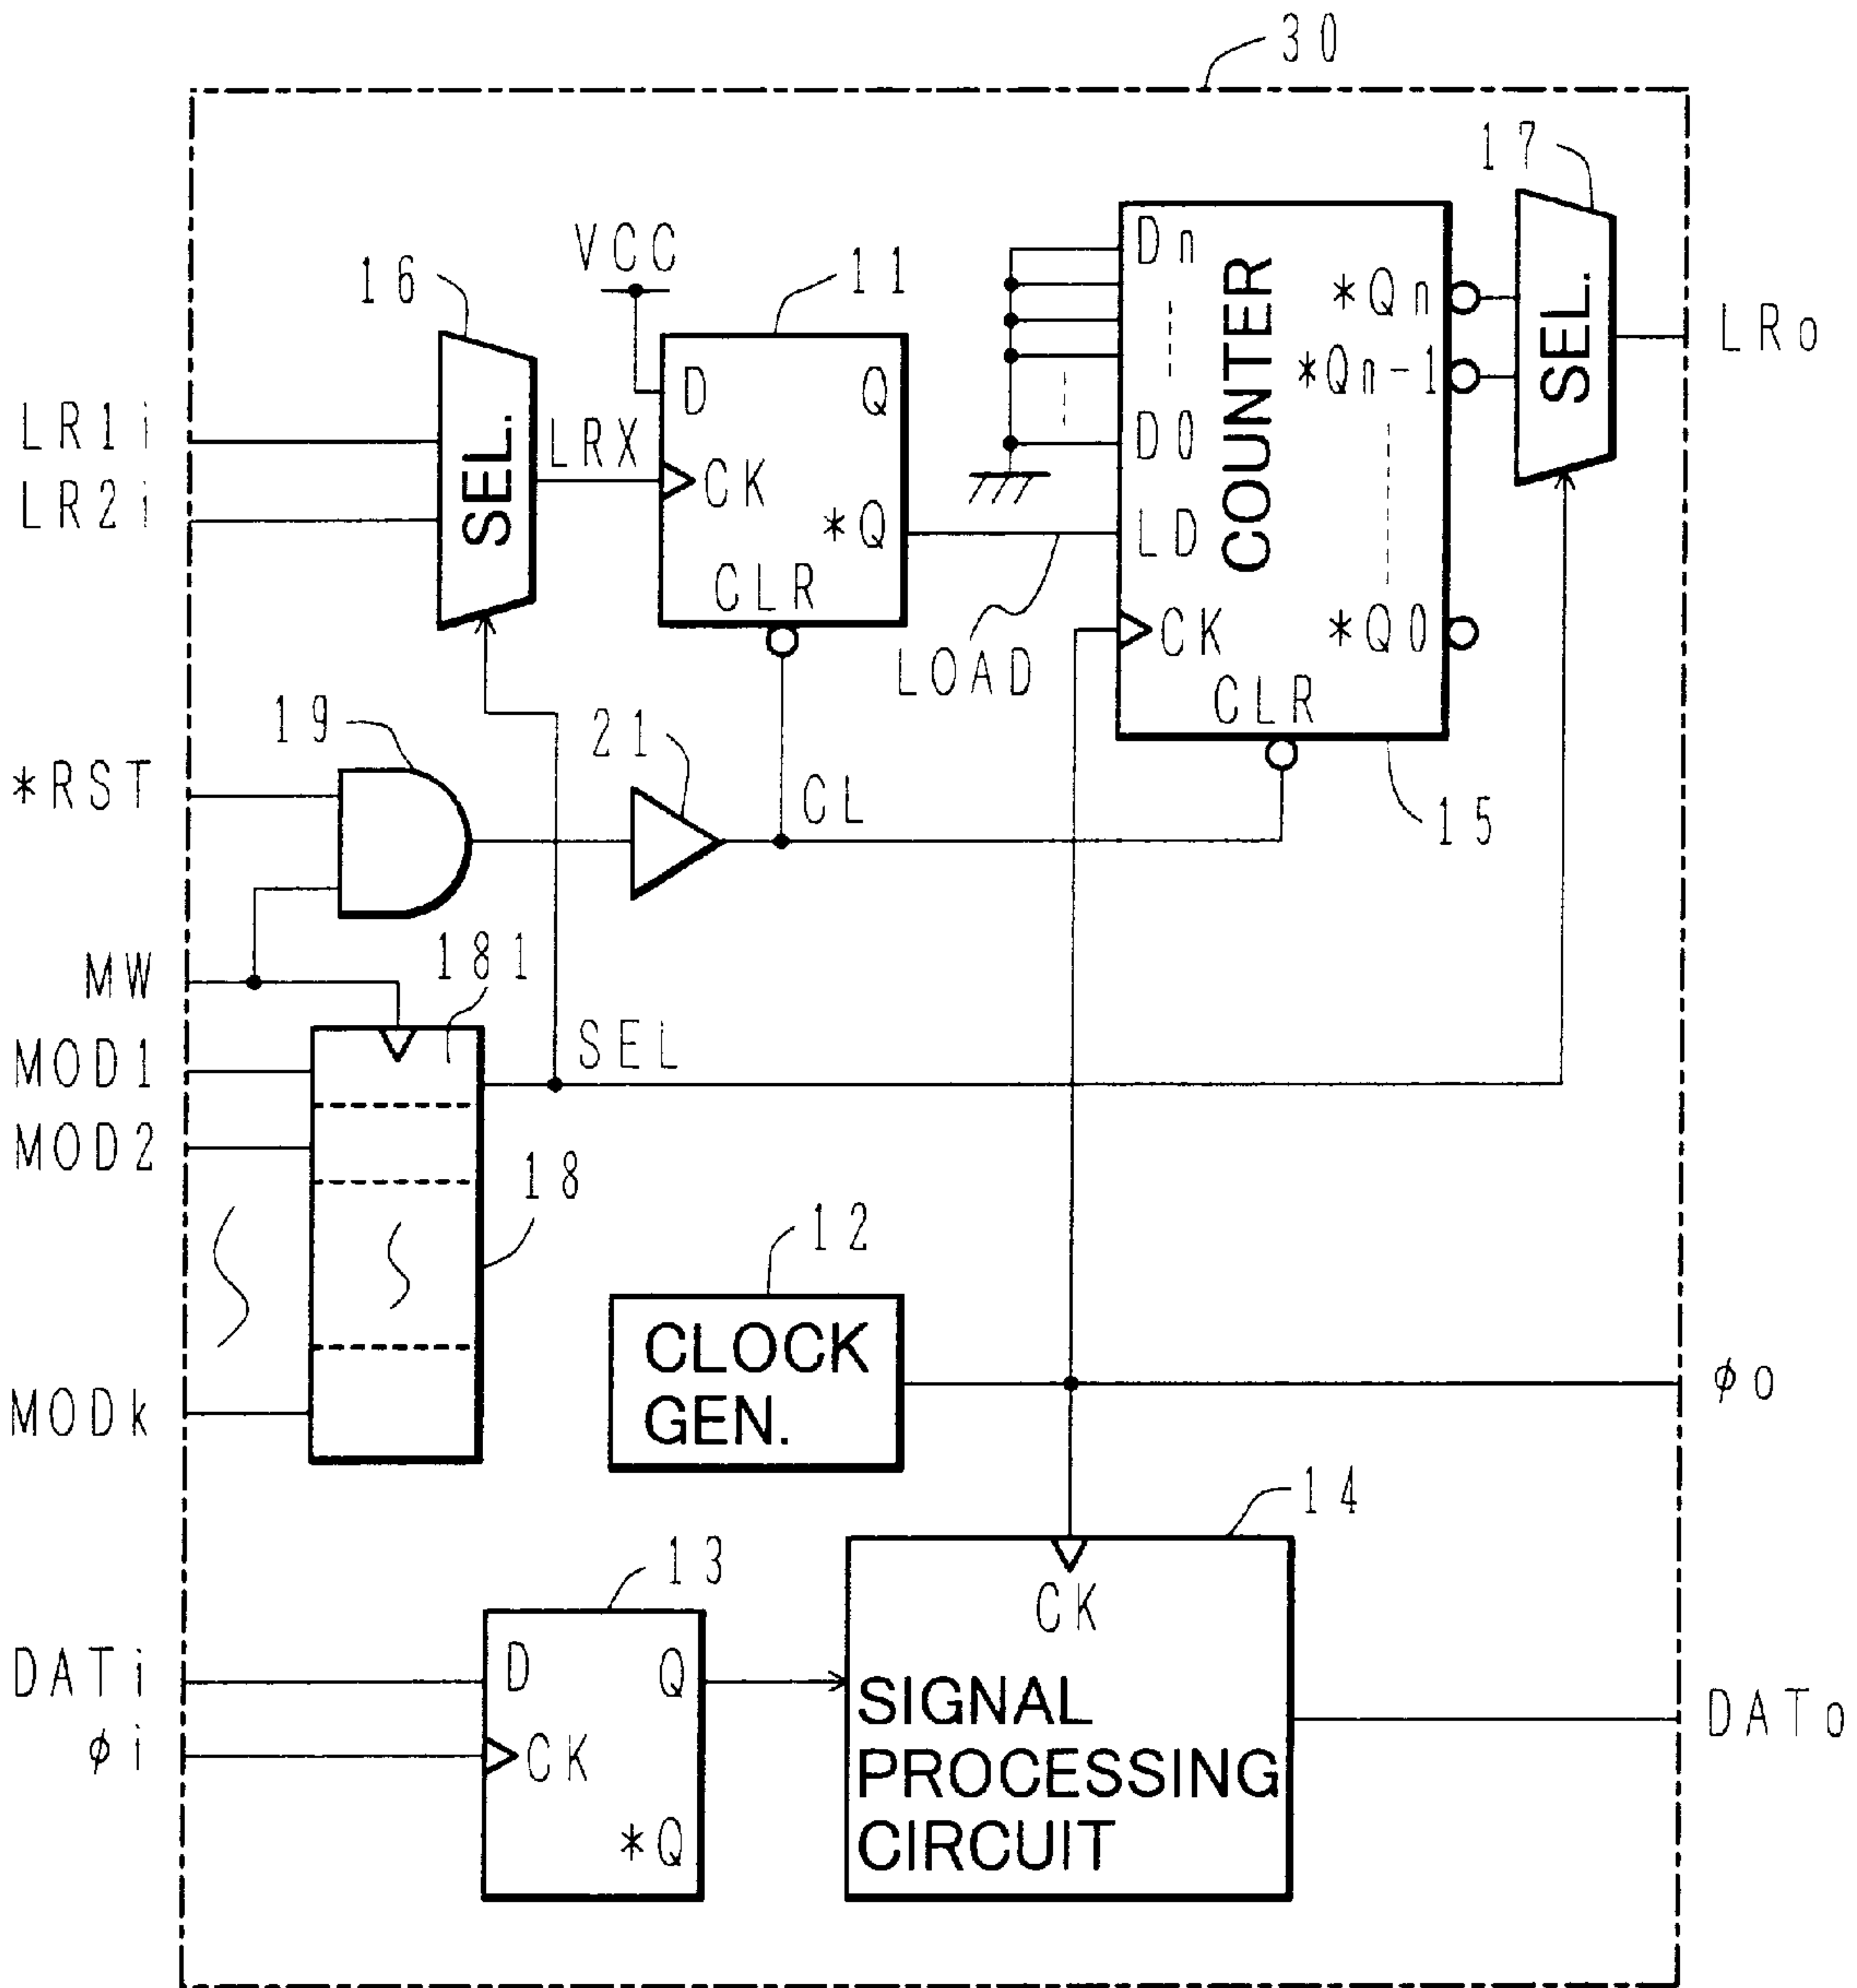 30
17
VCC
16
11
Dn
COUNTER
*Qn
SEL.
LRo
D
Q
*Qn-1
LR1i
SEL.
LRX
D0
LR2i
CK
*Q
LD
CLR
CK
*Q0
LOAD
CLR
19
21
*RST
CL
15
MW
181
MOD1
SEL
MOD2
18
12
CLOCK
GEN.
φo
MODk
14
13
CK
DATi
D
Q
SIGNAL
PROCESSING
CIRCUIT
DATo
φi
CK
*Q